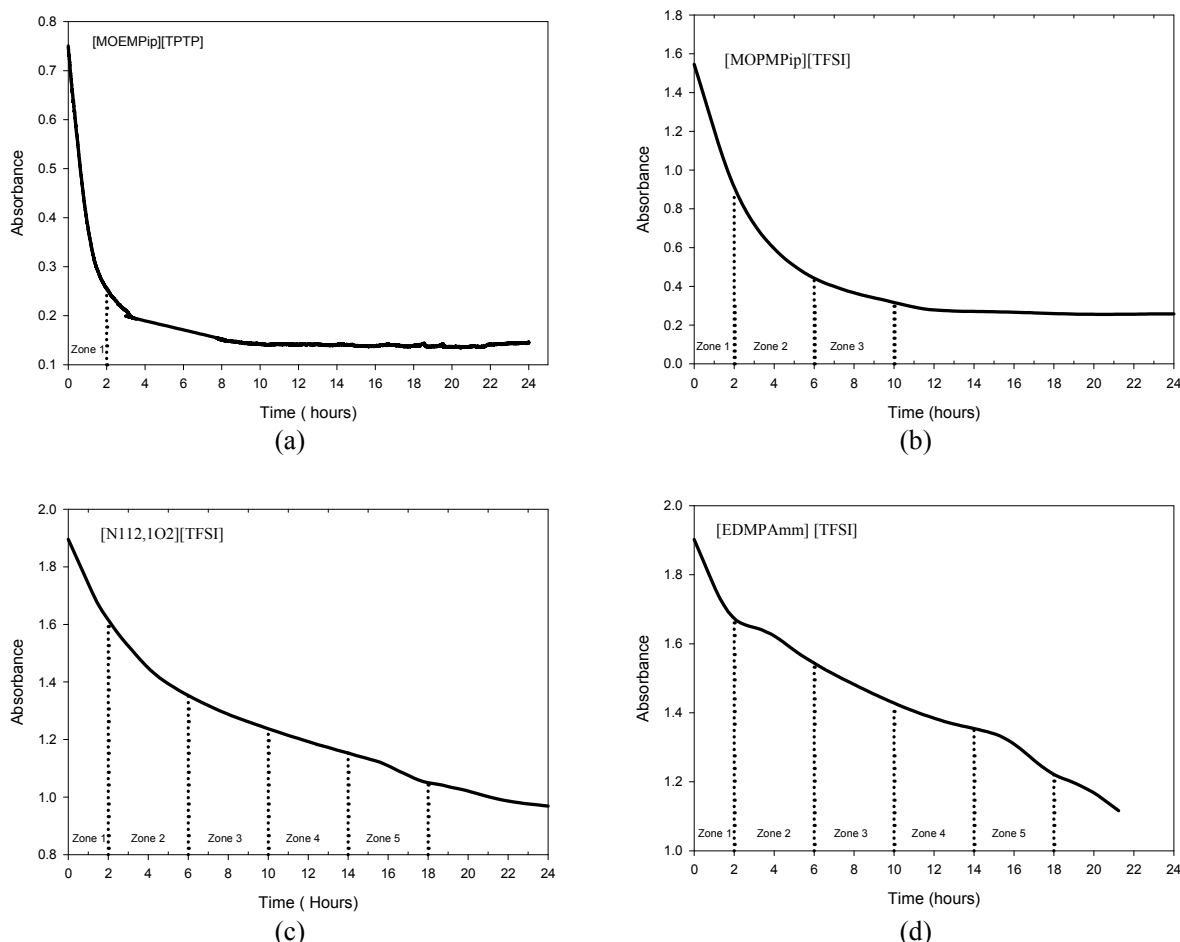 [MOEMPip][TPTP]
Absorbance
0.8
0.7
0.6
0.5
0.4
0.3
0.2
0.1
Zone 1
0 2 4 6 8 10 12 14 16 18 20 22 24
Time ( hours)
(a)
[MOPMPip][TFSI]
Absorbance
1.8
1.6
1.4
1.2
1.0
0.8
0.6
0.4
0.2
0.0
Zone 1 Zone 2 Zone 3
0 2 4 6 8 10 12 14 16 18 20 22 24
Time (hours)
(b)
[N112,1O2][TFSI]
Absorbance
2.0
1.8
1.6
1.4
1.2
1.0
0.8
Zone 1 Zone 2 Zone 3 Zone 4 Zone 5
0 2 4 6 8 10 12 14 16 18 20 22 24
Time ( Hours)
(c)
[EDMPAmm] [TFSI]
Absorbance
2.0
1.8
1.6
1.4
1.2
1.0
Zone 1 Zone 2 Zone 3 Zone 4 Zone 5
0 2 4 6 8 10 12 14 16 18 20 22 24
Time (hours)
(d)